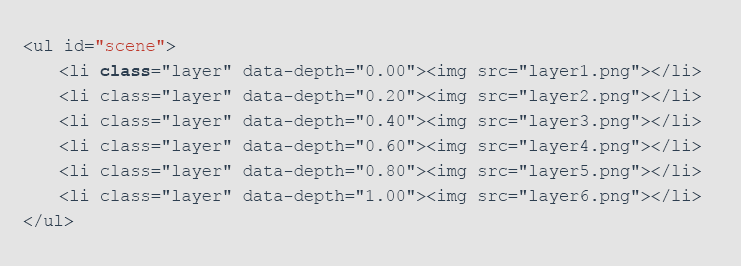 <ul id="scene">
<li class="layer" data-depth="0.00"><img src="layer1.png"></li>
<li class="layer" data-depth="0.20"><img src="layer2.png"></li>
<li class="layer" data-depth="0.40"><img src="layer3.png"></li>
<li class="layer" data-depth="0.60"><img src="layer4.png"></li>
<li class="layer" data-depth="0.80"><img src="layer5.png"></li>
<li class="layer" data-depth="1.00"><img src="layer6.png"></li>
</ul>